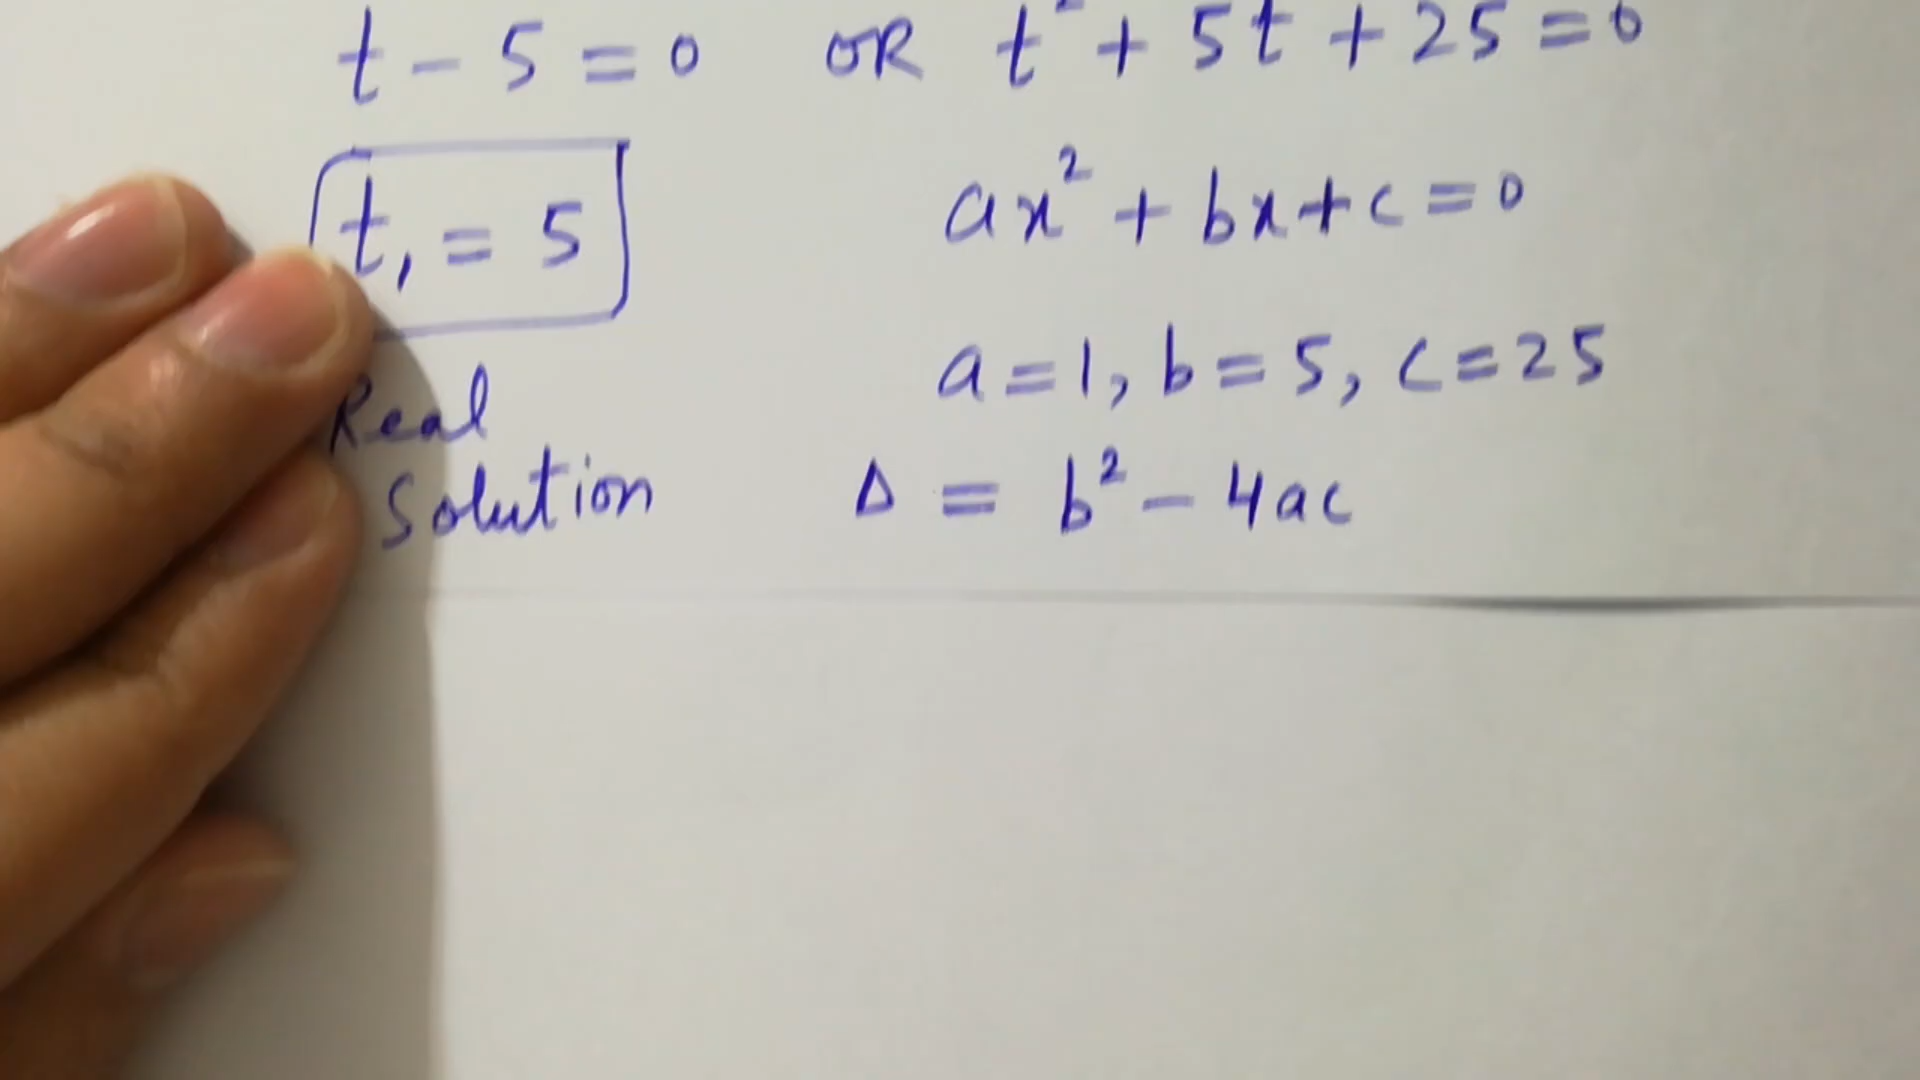 t - 5 = 0 OR t² + 5t + 25 = 0
t₁ = 5
ax² + bx + c = 0
Real
a = 1, b = 5, c = 25
Solution
Δ = b² - 4ac